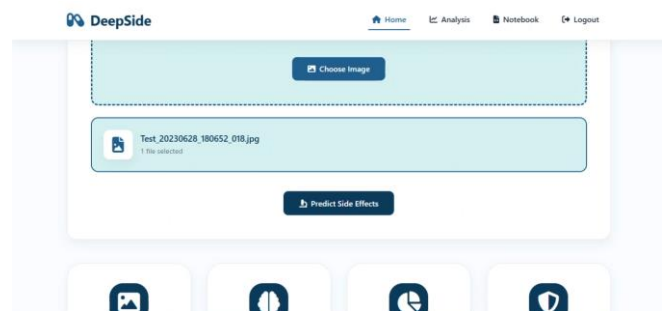 DeepSide
Home Analysis Notebook Logout
Choose Image
Test_20230628_180652_018.jpg
1 file selected
Predict Side Effects